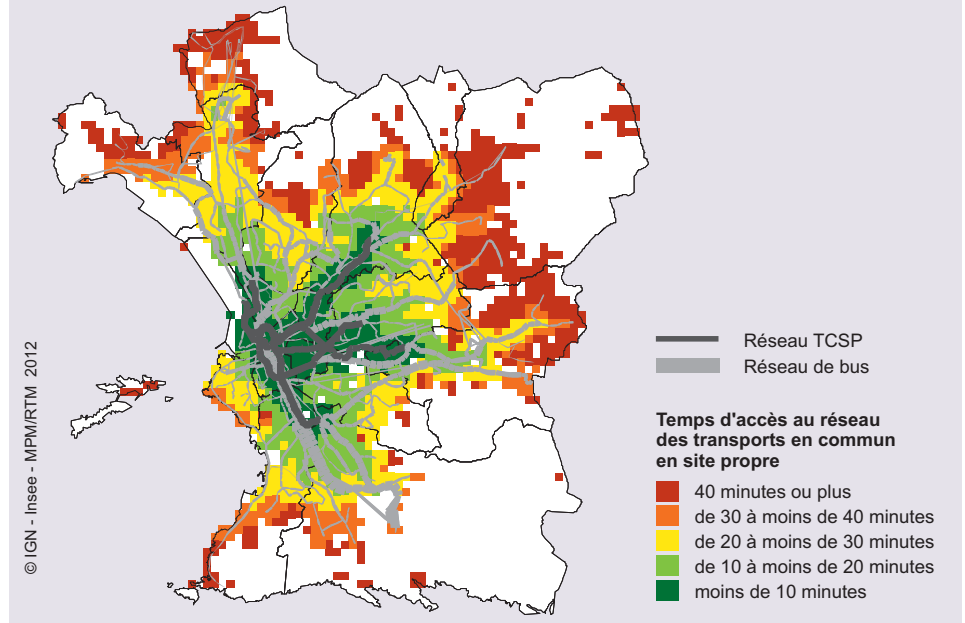 © IGN - Insee - MPM/RTM 2012
Réseau TCSP
Réseau de bus
Temps d'accès au réseau
des transports en commun
en site propre
40 minutes ou plus
de 30 à moins de 40 minutes
de 20 à moins de 30 minutes
de 10 à moins de 20 minutes
moins de 10 minutes